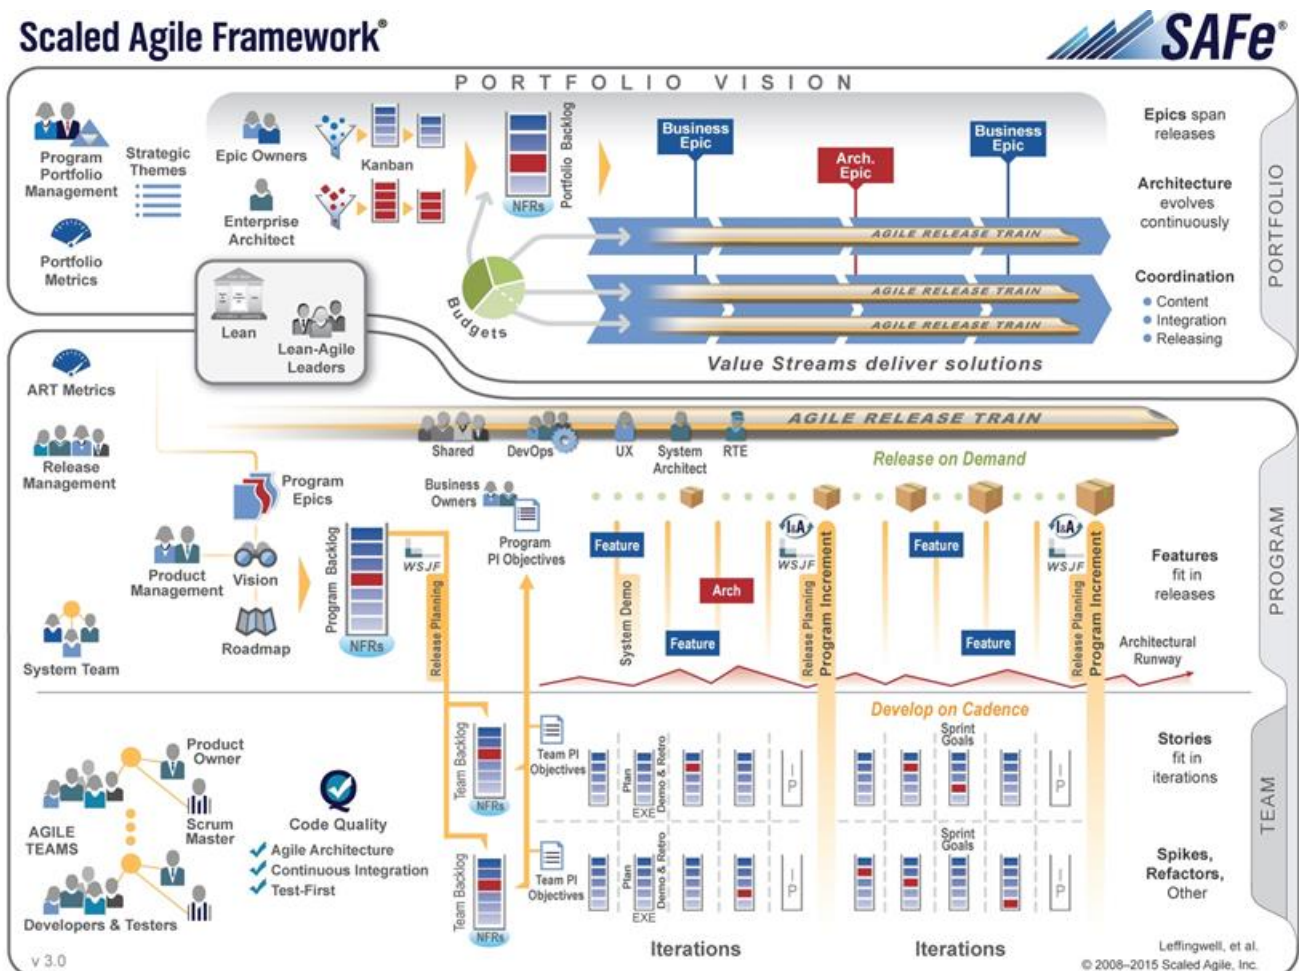 Scaled Agile Framework®
SAFe®
PORTFOLIO VISION
Program
Portfolio
Management
Strategic
Themes
Portfolio
Metrics
Epic Owners
Kanban
Enterprise
Architect
Portfolio Backlog
NFRs
Business
Epic
Arch.
Epic
Business
Epic
AGILE RELEASE TRAIN
AGILE RELEASE TRAIN
AGILE RELEASE TRAIN
Budgets
Value Streams deliver solutions
Epics span
releases
Architecture
evolves
continuously
Coordination
Content
Integration
Releasing
PORTFOLIO
Lean
Lean-Agile
Leaders
ART Metrics
Release
Management
AGILE RELEASE TRAIN
Shared
DevOps
UX
System
Architect
RTE
Release on Demand
Program
Epics
Business
Owners
Program
PI Objectives
Product
Management
Vision
Roadmap
System Team
Program Backlog
NFRs
WSJF
Release Planning
Feature
System Demo
Arch
Feature
I&A
WSJF
Release Planning
Program Increment
Feature
Feature
I&A
WSJF
Release Planning
Program Increment
Features
fit in
releases
Architectural
Runway
PROGRAM
Develop on Cadence
Product
Owner
Scrum
Master
AGILE
TEAMS
Developers & Testers
Code Quality
Agile Architecture
Continuous Integration
Test-First
Team Backlog
NFRs
Team PI
Objectives
Plan
EXE
Demo & Retro
I
P
Sprint
Goals
I
P
Team Backlog
NFRs
Team PI
Objectives
Plan
EXE
Demo & Retro
I
P
Sprint
Goals
I
P
Iterations
Iterations
Stories
fit in
iterations
Spikes,
Refactors,
Other
TEAM
v 3.0
Leffingwell, et al.
© 2008–2015 Scaled Agile, Inc.